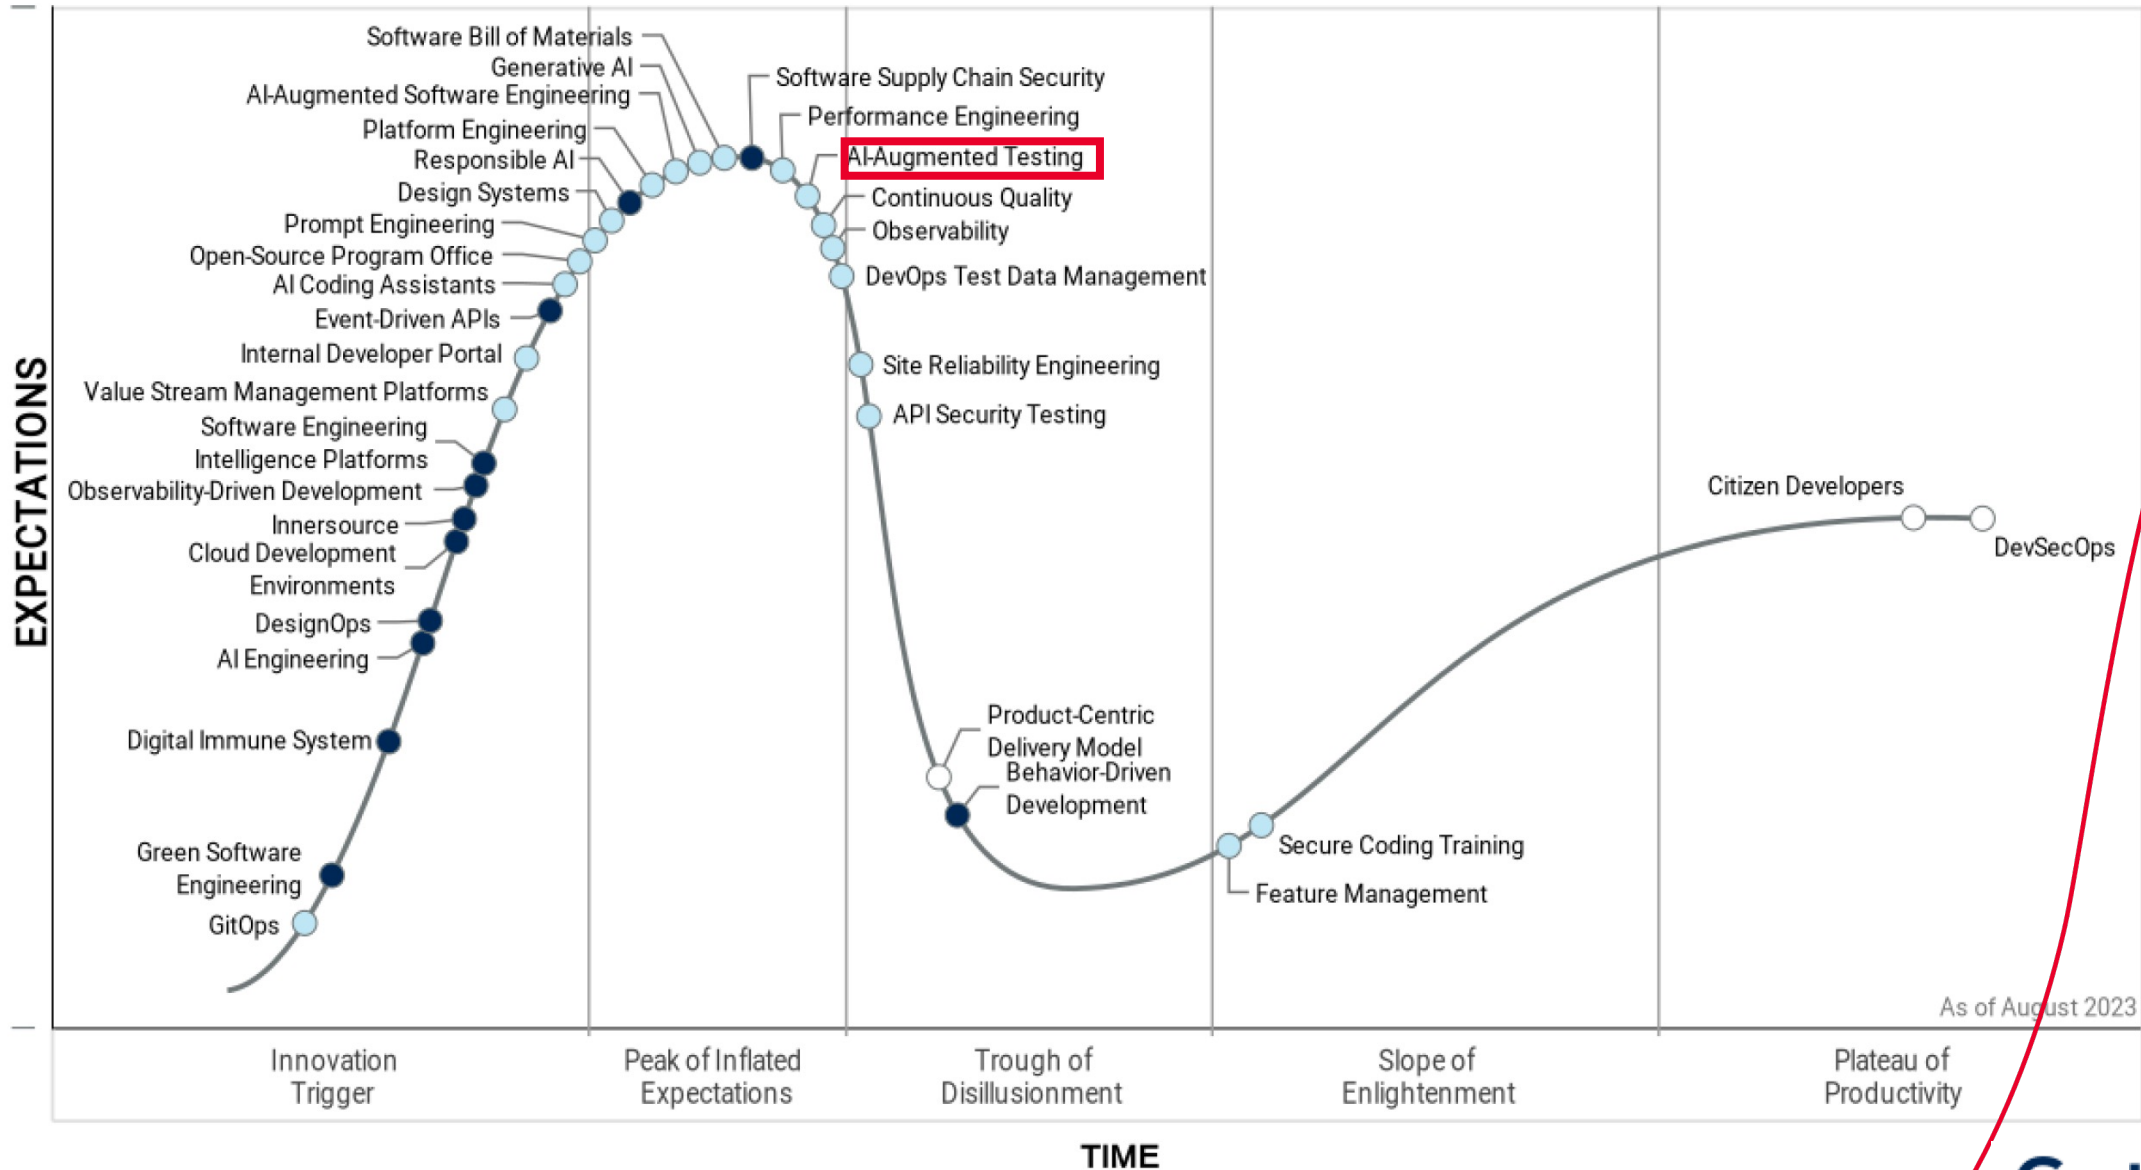 Software Bill of Materials
Generative AI
AI-Augmented Software Engineering
Platform Engineering
Responsible AI
Design Systems
Prompt Engineering
Open-Source Program Office
AI Coding Assistants
Event-Driven APIs
Internal Developer Portal
Value Stream Management Platforms
Software Engineering
Intelligence Platforms
Observability-Driven Development
Innersource
Cloud Development
Environments
DesignOps
AI Engineering
Digital Immune System
Green Software
Engineering
GitOps
Software Supply Chain Security
Performance Engineering
AI-Augmented Testing
Continuous Quality
Observability
DevOps Test Data Management
Site Reliability Engineering
API Security Testing
Product-Centric
Delivery Model
Behavior-Driven
Development
Secure Coding Training
Feature Management
Citizen Developers
DevSecOps
EXPECTATIONS
As of August 2023
Innovation
Trigger
Peak of Inflated
Expectations
Trough of
Disillusionment
Slope of
Enlightenment
Plateau of
Productivity
TIME